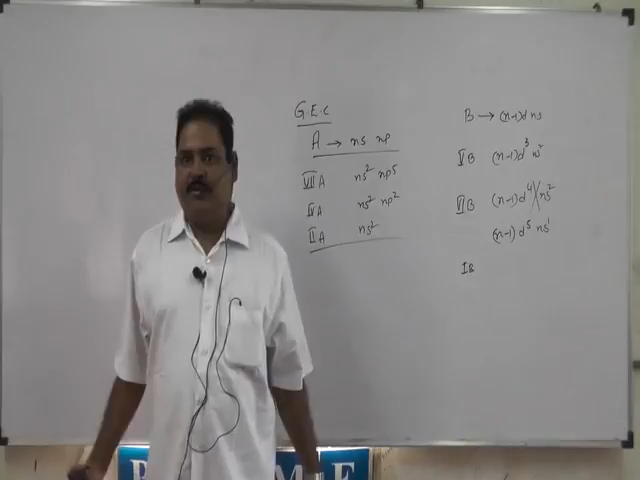 G.E.C
A → ns np
VII A ns² np⁵
IV A ns² np²
II A ns²
B → (n-1)d ns
V B (n-1)d³ ns²
VI B (n-1)d⁴ ns²
(n-1)d⁵ ns¹
I B